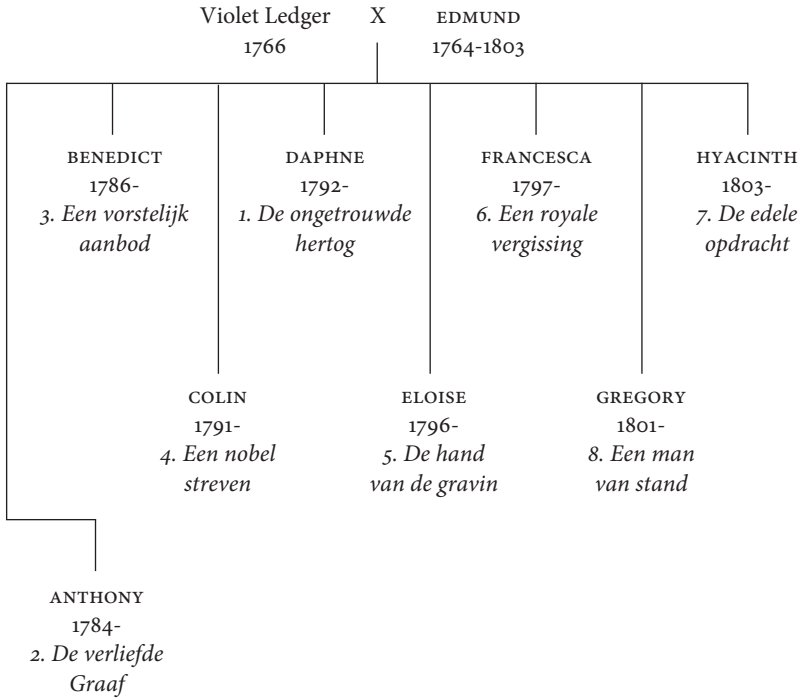 Violet Ledger X EDMUND
1766 1764-1803
BENEDICT
1786-
3. Een vorstelijk
aanbod
DAPHNE
1792-
1. De ongetrouwde
hertog
FRANCESCA
1797-
6. Een royale
vergissing
HYACINTH
1803-
7. De edele
opdracht
COLIN
1791-
4. Een nobel
streven
ELOISE
1796-
5. De hand
van de gravin
GREGORY
1801-
8. Een man
van stand
ANTHONY
1784-
2. De verliefde
Graaf